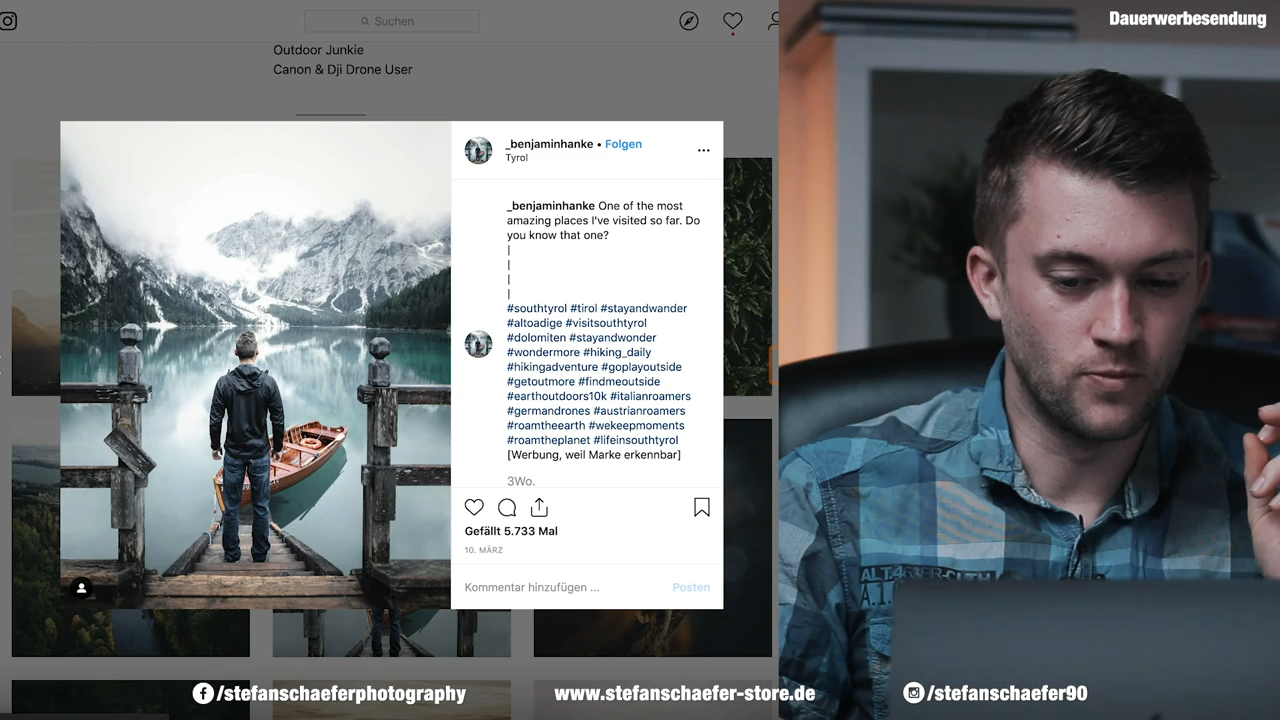 Suchen
Dauerwerbesendung
Outdoor Junkie
Canon & Dji Drone User
_benjaminhanke • Folgen
Tyrol
_benjaminhanke One of the most
amazing places I've visited so far. Do
you know that one?
|
|
|
|
#southtyrol #tirol #stayandwander
#altoadige #visitsouthtyrol
#dolomiten #stayandwonder
#wondermore #hiking_daily
#hikingadventure #goplayoutside
#getoutmore #findmeoutside
#earthoutdoors10k #italianroamers
#germandrones #austrianroamers
#roamtheearth #wekeepmoments
#roamtheplanet #lifeinsouthtyrol
[Werbung, weil Marke erkennbar]
3Wo.
Gefällt 5.733 Mal
10. MÄRZ
Kommentar hinzufügen ... Posten
/stefanschaeferphotography
www.stefanschaefer-store.de
/stefanschaefer90